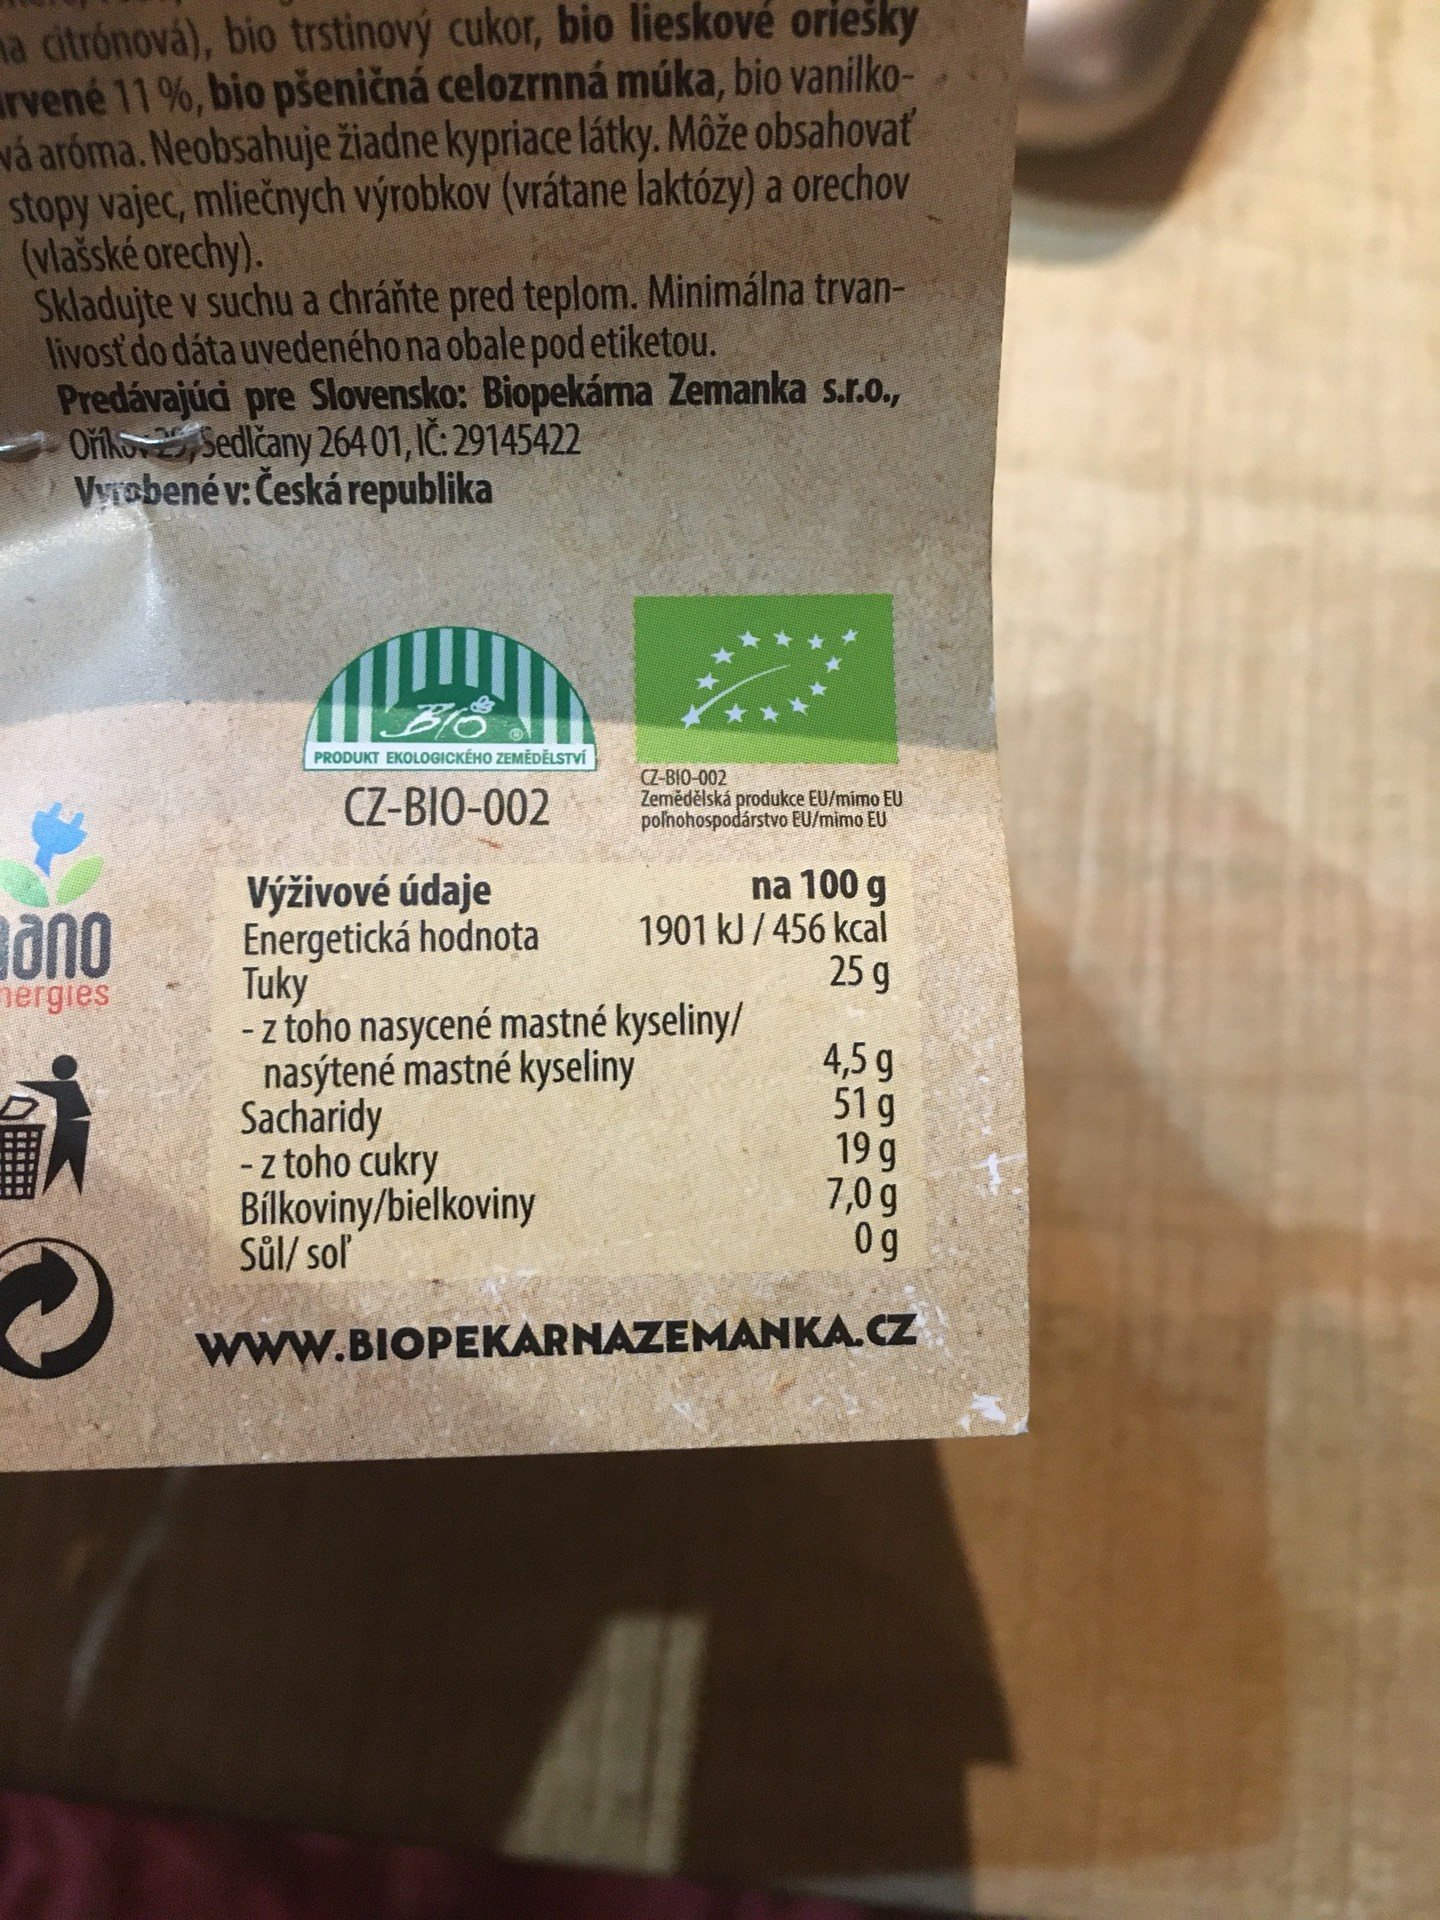 citrónová), bio trstinový cukor, bio lieskové oriešky
11 %, bio pšeničná celozrnná múka, bio vanilko-
vá aróma. Neobsahuje žiadne kypriace látky. Môže obsahovať
stopy vajec, mliečnych výrobkov (vrátane laktózy) a orechov
(vlašské orechy).
Skladujte v suchu a chráňte pred teplom. Minimálna trvan-
livosť do dáta uvedeného na obale pod etiketou.
Predávajúci pre Slovensko: Biopekárna Zemanka s.r.o.,
Sedlčany 264 01, IČ: 29145422
Vyrobené v: Česká republika
BIO ®
PRODUKT EKOLOGICKÉHO ZEMĚDĚLSTVÍ
CZ-BIO-002
CZ-BIO-002
Zemědělská produkce EU/mimo EU
poľnohospodárstvo EU/mimo EU
nano
energies
Výživové údaje na 100 g
Energetická hodnota 1901 kJ / 456 kcal
Tuky 25 g
- z toho nasycené mastné kyseliny/
nasýtené mastné kyseliny 4,5 g
Sacharidy 51 g
- z toho cukry 19 g
Bílkoviny/bielkoviny 7,0 g
Sůl/ soľ 0 g
WWW.BIOPEKARNAZEMANKA.CZ